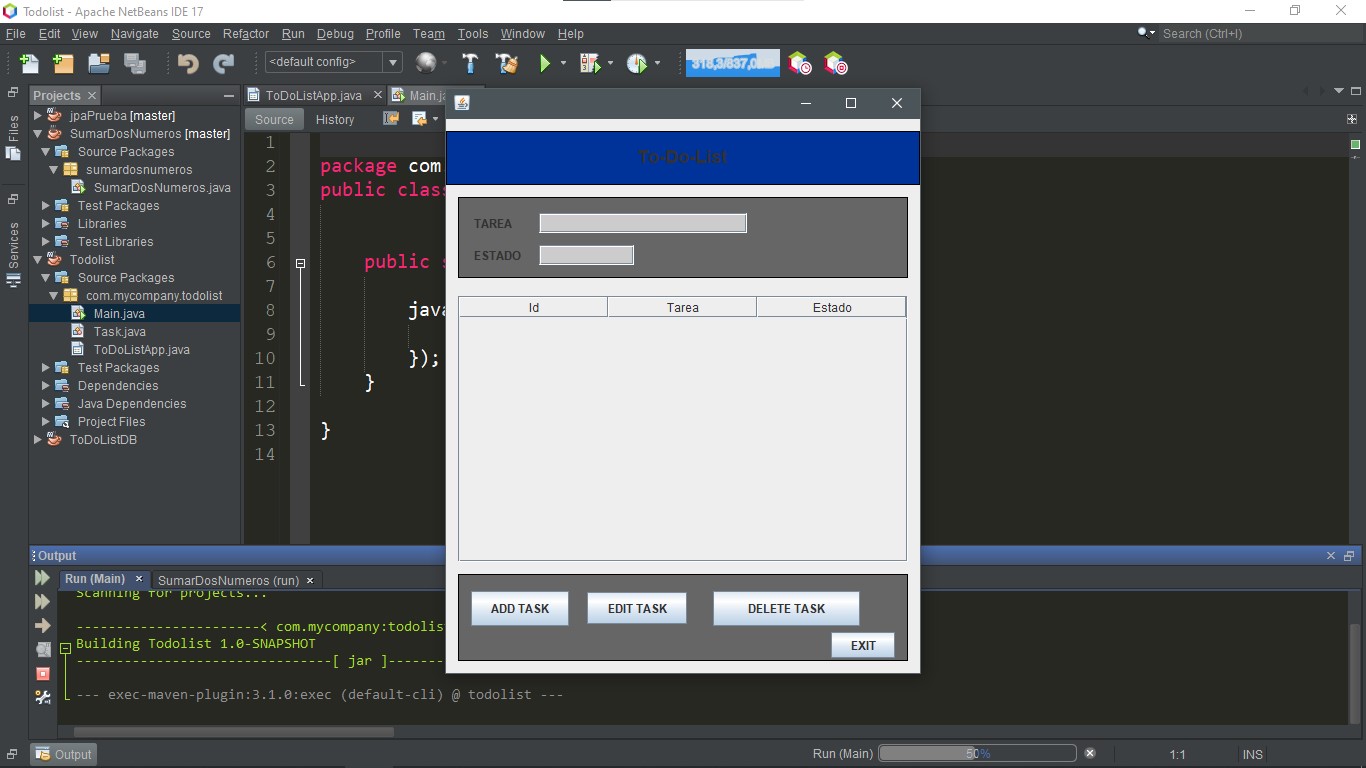 Todolist - Apache NetBeans IDE 17
File Edit View Navigate Source Refactor Run Debug Profile Team Tools Window Help
Search (Ctrl+I)
<default config>
Projects
ToDoListApp.java
Main.j
Files
Services
jpaPrueba [master]
SumarDosNumeros [master]
Source Packages
sumardosnumeros
SumarDosNumeros.java
Test Packages
Libraries
Test Libraries
Todolist
Source Packages
com.mycompany.todolist
Main.java
Task.java
ToDoListApp.java
Test Packages
Dependencies
Java Dependencies
Project Files
ToDoListDB
Source History
1
2 package com
3 public class
4
5
6 public s
7
8 java
9
10 });
11 }
12
13 }
14
To-Do-List
TAREA
ESTADO
Id Tarea Estado
ADD TASK EDIT TASK DELETE TASK
EXIT
Output
Run (Main) SumarDosNumeros (run)
Scanning for projects...
-----------------------< com.mycompany:todolis
Building Todolist 1.0-SNAPSHOT
--------------------------------[ jar ]-------
--- exec-maven-plugin:3.1.0:exec (default-cli) @ todolist ---
Output
Run (Main) 50% 1:1 INS